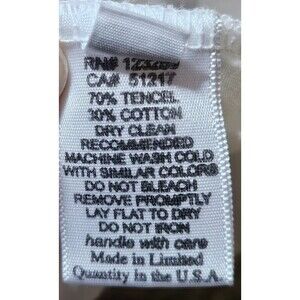 RN#
CA# 51317
70% TENCEL
30% COTTON
DRY CLEAN
RECOMMENDED
MACHINE WASH COLD
WITH SIMILAR COLORS
DO NOT BLEACH
REMOVE PROMPTLY
LAY FLAT TO DRY
DO NOT IRON
handle with care
Made in Limited
Quantity in the U.S.A.